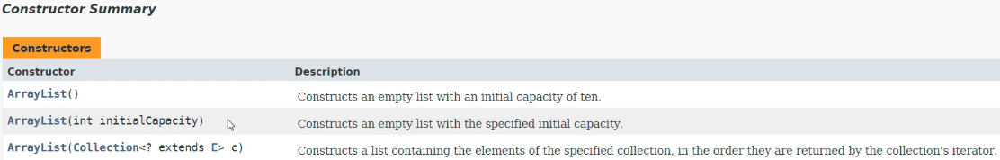 Constructor Summary
Constructors
Constructor Description
ArrayList() Constructs an empty list with an initial capacity of ten.
ArrayList(int initialCapacity) Constructs an empty list with the specified initial capacity.
ArrayList(Collection<? extends E> c) Constructs a list containing the elements of the specified collection, in the order they are returned by the collection's iterator.